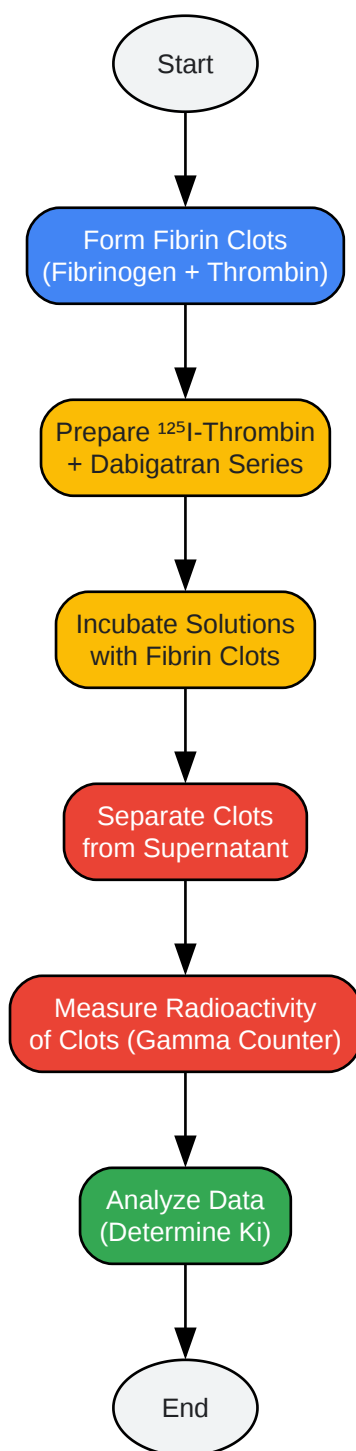 Start
Form Fibrin Clots
(Fibrinogen + Thrombin)
Prepare ¹²⁵I-Thrombin
+ Dabigatran Series
Incubate Solutions
with Fibrin Clots
Separate Clots
from Supernatant
Measure Radioactivity
of Clots (Gamma Counter)
Analyze Data
(Determine Ki)
End